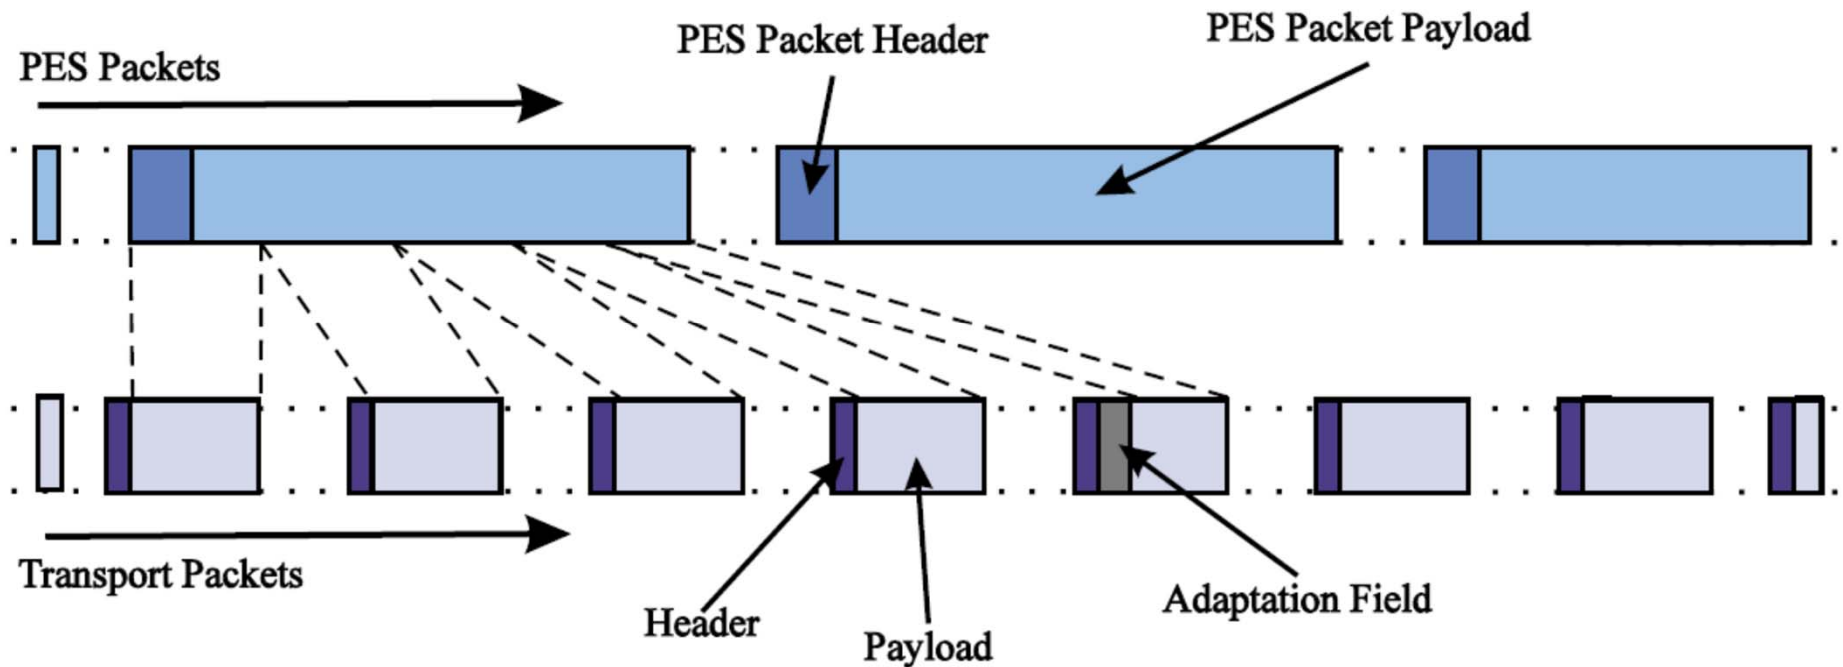 PES Packets
PES Packet Header
PES Packet Payload
Transport Packets
Header
Payload
Adaptation Field